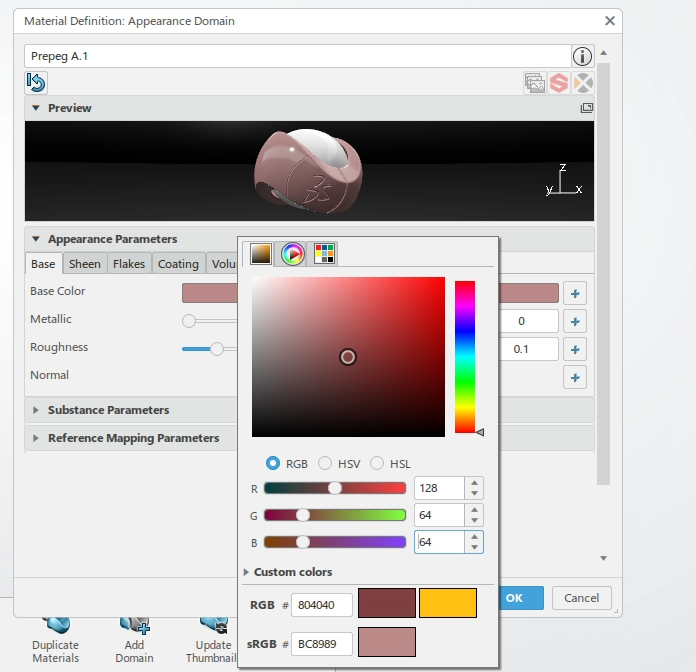 Material Definition: Appearance Domain
Prepeg A.1
Preview
z
y x
Appearance Parameters
Base Sheen Flakes Coating Volu
Base Color
Metallic 0
Roughness 0.1
Normal
Substance Parameters
Reference Mapping Parameters
RGB HSV HSL
R 128
G 64
B 64
Custom colors
RGB # 804040
sRGB # BC8989
OK Cancel
Duplicate Materials
Add Domain
Update Thumbnail